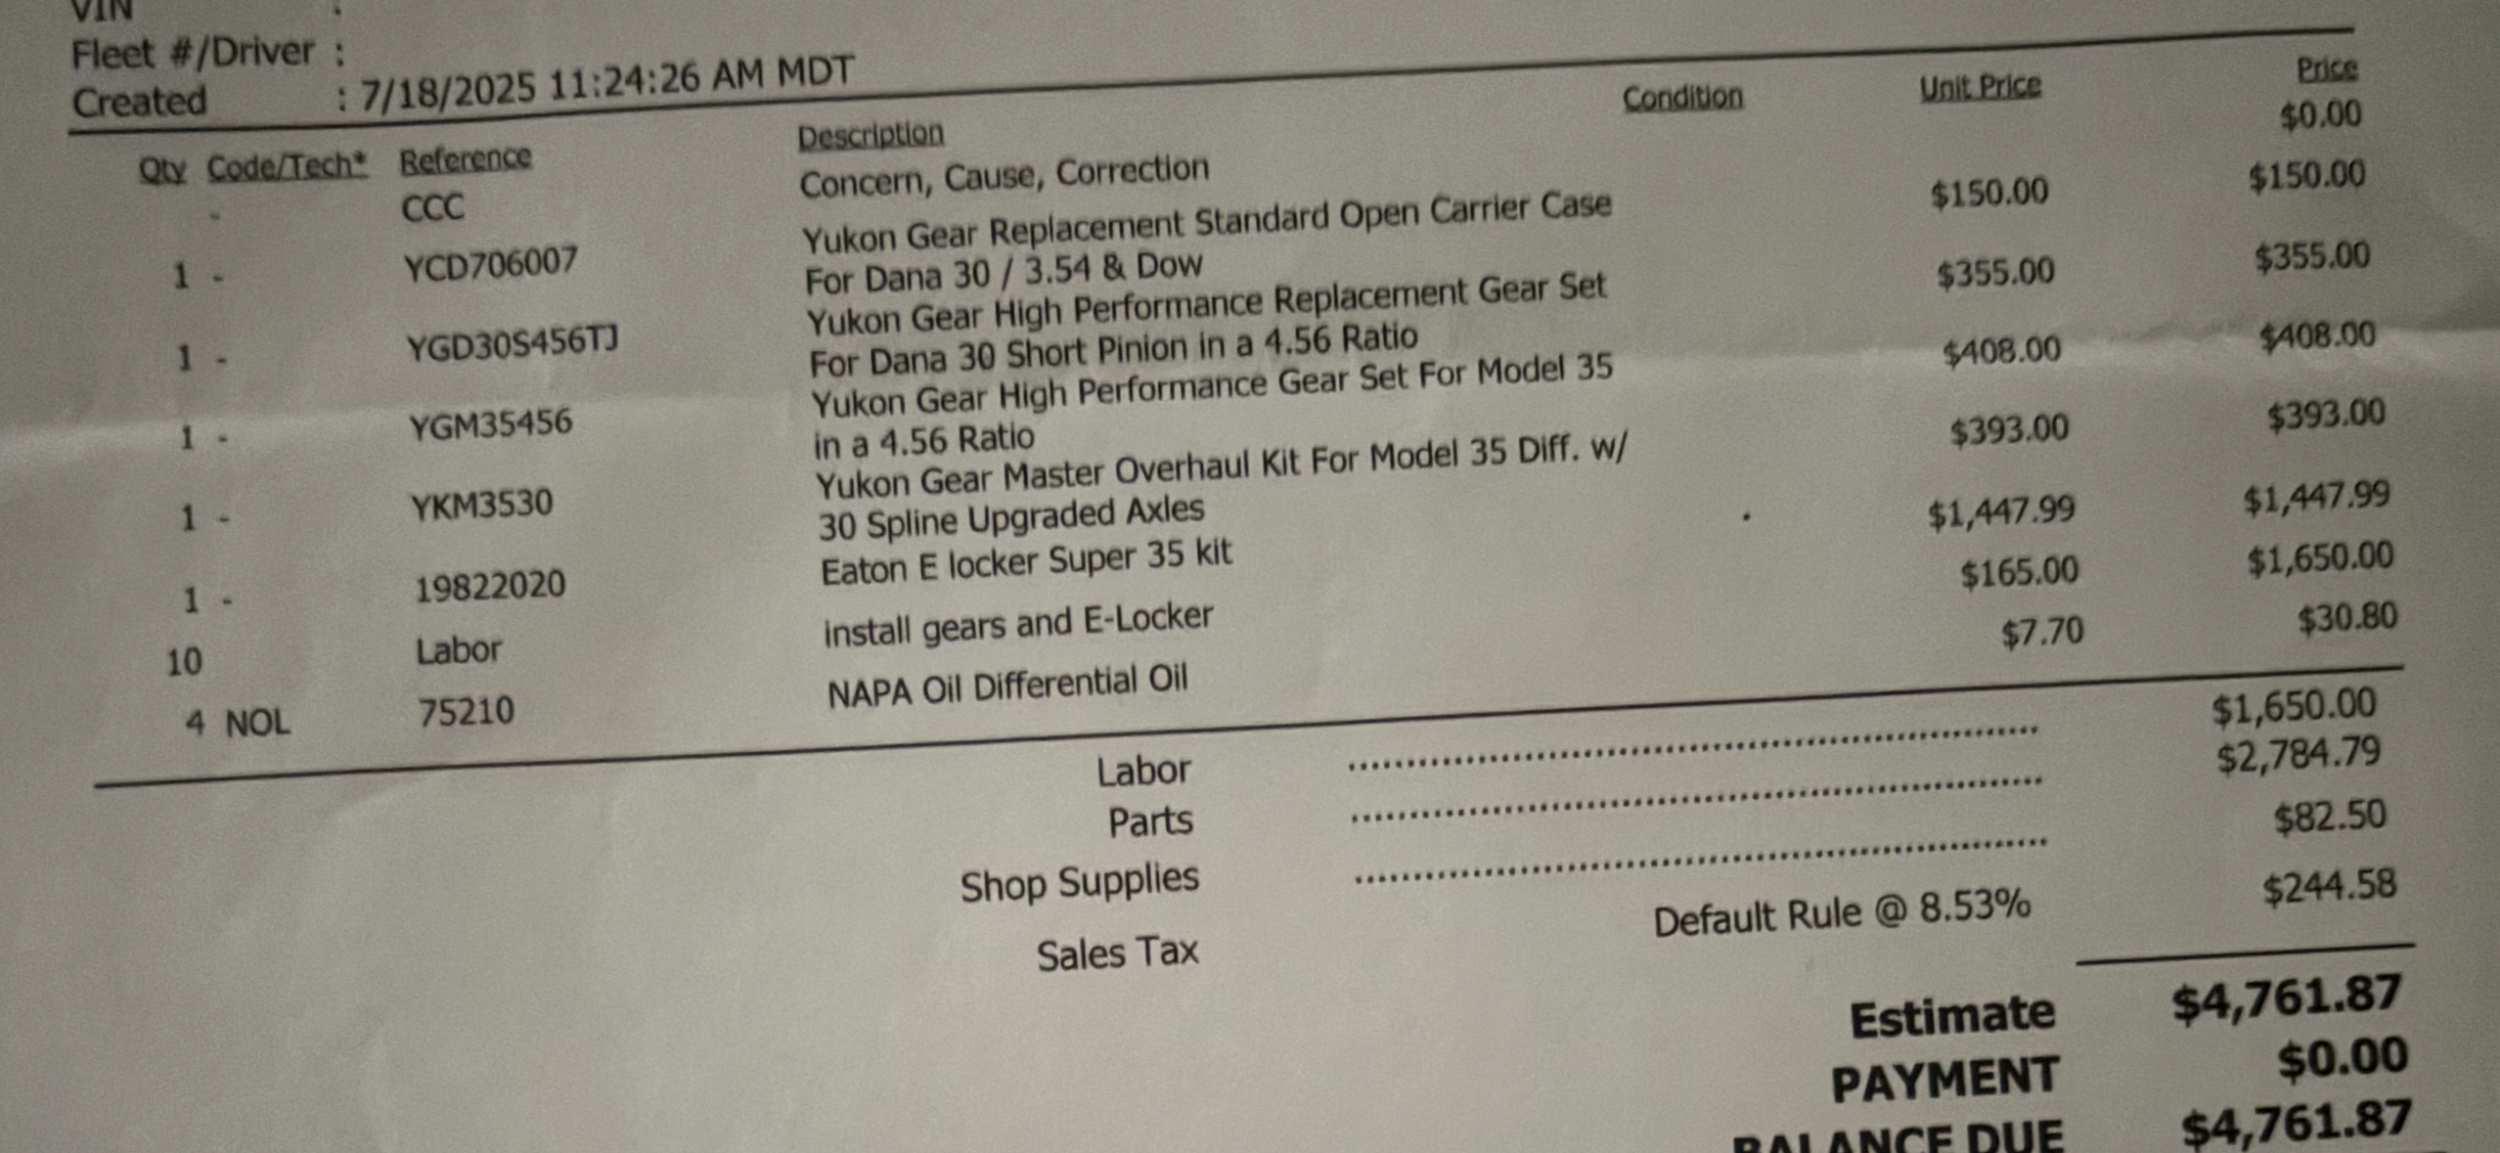 VIN :
Fleet #/Driver :
Created : 7/18/2025 11:24:26 AM MDT
Qty Code/Tech* Reference Description Condition Unit Price Price
- CCC Concern, Cause, Correction $0.00
1 - YCD706007 Yukon Gear Replacement Standard Open Carrier Case $150.00 $150.00
For Dana 30 / 3.54 & Dow
1 - YGD30S456TJ Yukon Gear High Performance Replacement Gear Set $355.00 $355.00
For Dana 30 Short Pinion in a 4.56 Ratio
1 - YGM35456 Yukon Gear High Performance Gear Set For Model 35 $408.00 $408.00
in a 4.56 Ratio
1 - YKM3530 Yukon Gear Master Overhaul Kit For Model 35 Diff. w/ $393.00 $393.00
30 Spline Upgraded Axles
1 - 19822020 Eaton E locker Super 35 kit $1,447.99 $1,447.99
10 Labor install gears and E-Locker $165.00 $1,650.00
4 NOL 75210 NAPA Oil Differential Oil $7.70 $30.80
Labor $1,650.00
Parts $2,784.79
Shop Supplies $82.50
Sales Tax Default Rule @ 8.53% $244.58
Estimate $4,761.87
PAYMENT $0.00
BALANCE DUE $4,761.87